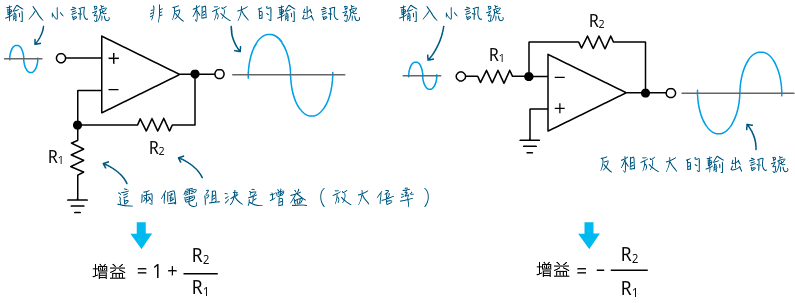 輸入小訊號
非反相放大的輸出訊號
+
−
R2
R1
這兩個電阻決定增益(放大倍率)
增益 = 1 + R2
R1
輸入小訊號
R2
R1
−
+
反相放大的輸出訊號
增益 = − R2
R1